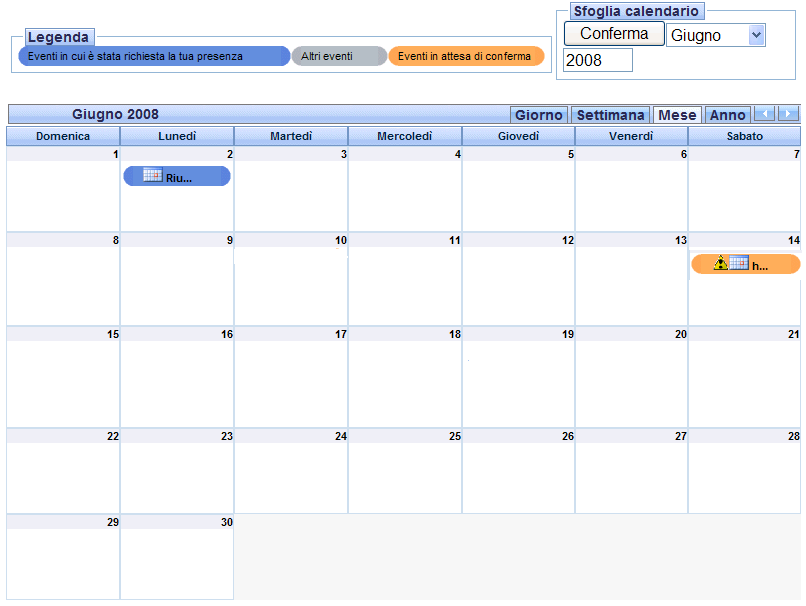 Sfoglia calendario
Legenda
Conferma Giugno
Eventi in cui è stata richiesta la tua presenza Altri eventi Eventi in attesa di conferma
2008
Giugno 2008 Giorno Settimana Mese Anno
Domenica Lunedì Martedì Mercoledì Giovedì Venerdì Sabato
1 2 3 4 5 6 7
Riu...
8 9 10 11 12 13 14
h...
15 16 17 18 19 20 21
22 23 24 25 26 27 28
29 30